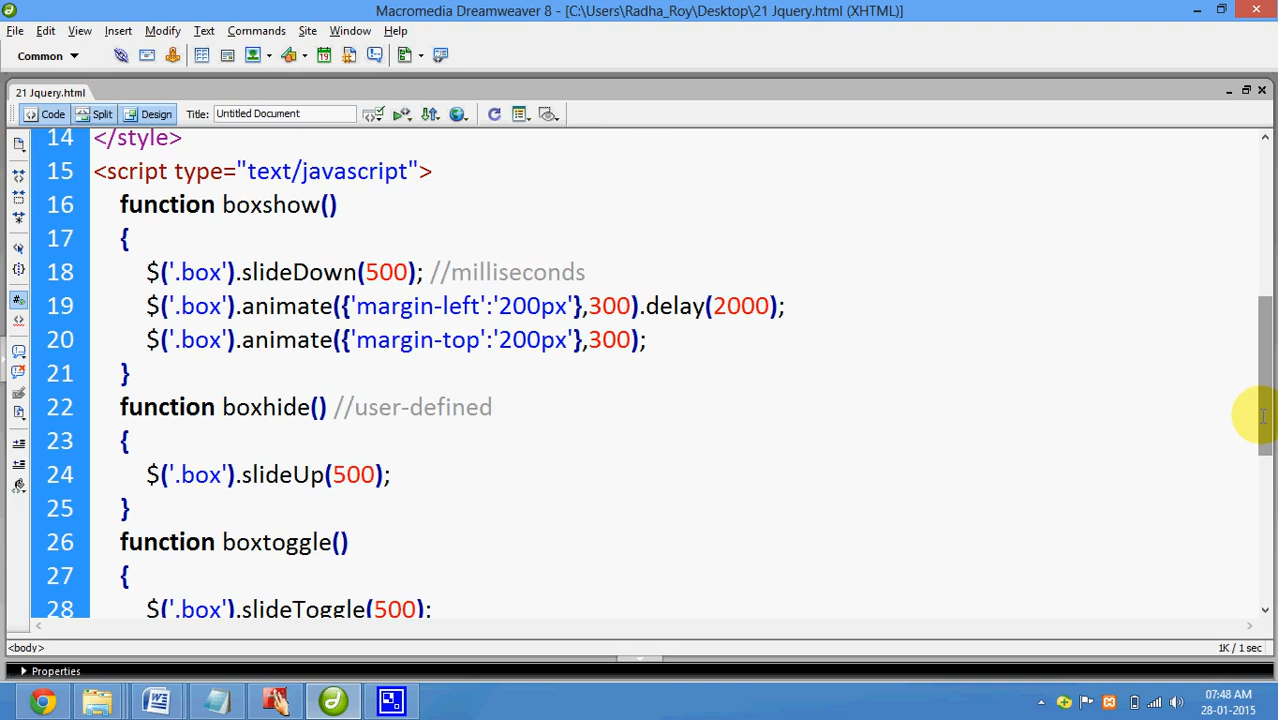 Macromedia Dreamweaver 8 - [C:\Users\Radha_Roy\Desktop\21 Jquery.html (XHTML)]
File Edit View Insert Modify Text Commands Site Window Help
Common
21 Jquery.html
Code Split Design Title: Untitled Document
14 </style>
15 <script type="text/javascript">
16 function boxshow()
17 {
18 $('.box').slideDown(500); //milliseconds
19 $('.box').animate({'margin-left':'200px'},300).delay(2000);
20 $('.box').animate({'margin-top':'200px'},300);
21 }
22 function boxhide() //user-defined
23 {
24 $('.box').slideUp(500);
25 }
26 function boxtoggle()
27 {
28 $('.box').slideToggle(500);
<body> 1K / 1 sec
Properties
07:48 AM
28-01-2015